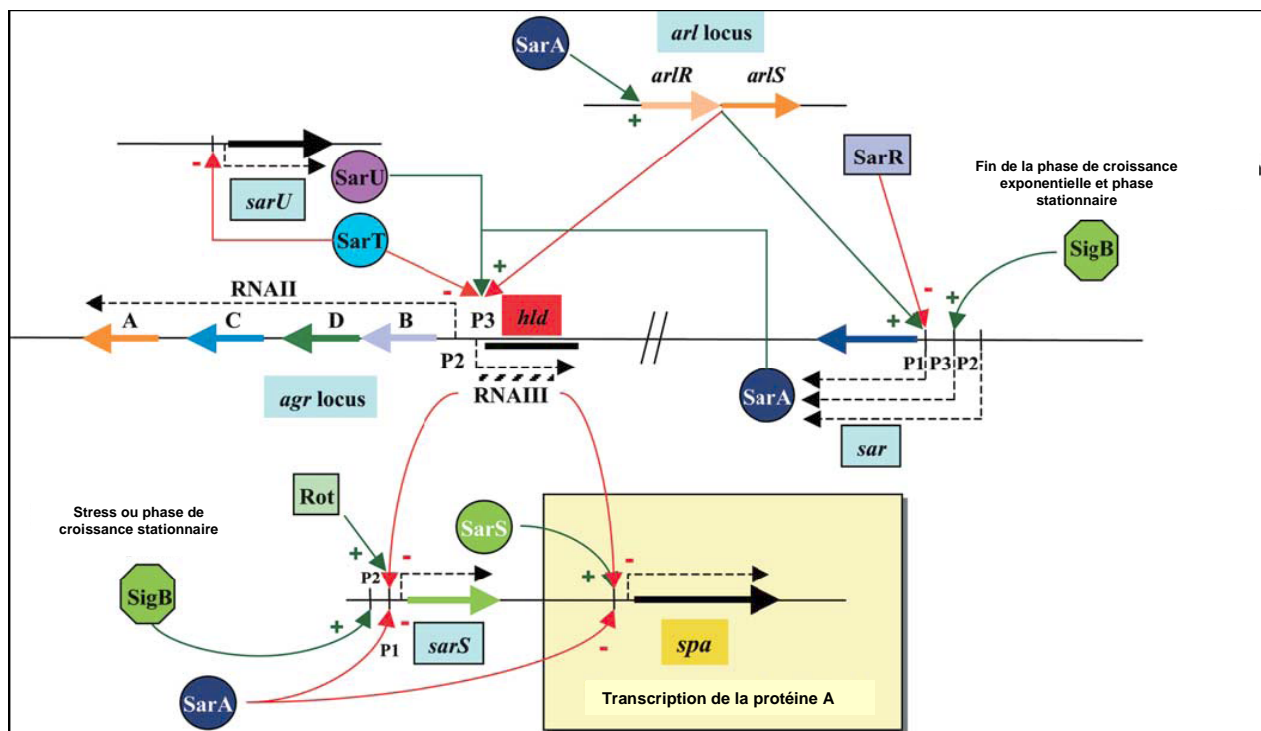 arl locus
SarA
arlR arlS
+
SarR
-
SarU
sarU
Fin de la phase de croissance
exponentielle et phase
stationnaire
SarT
SigB
+
-
RNAII
-
+
P3 hld
+
A C D B
P2
P1 P3 P2
agr locus
RNAIII
SarA
sar
Rot
Stress ou phase de
croissance stationnaire
SarS
+
-
+
-
P2
SigB
+
-
P1
sarS
-
spa
SarA
Transcription de la protéine A